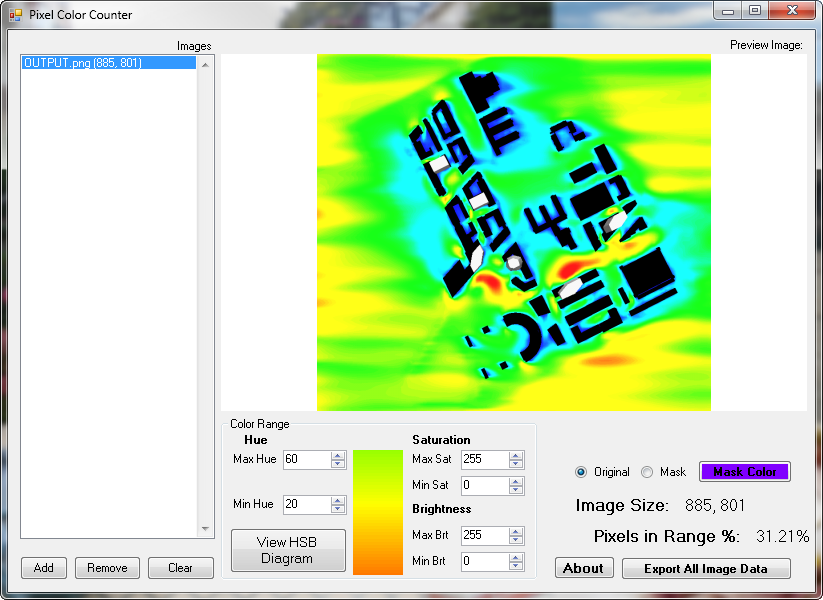 Pixel Color Counter
Images
Preview Image:
OUTPUT.png (885, 801)
Color Range
Hue
Max Hue 60
Min Hue 20
View HSB
Diagram
Saturation
Max Sat 255
Min Sat 0
Brightness
Max Brt 255
Min Brt 0
Original Mask Mask Color
Image Size: 885, 801
Pixels in Range %: 31.21%
Add Remove Clear
About Export All Image Data